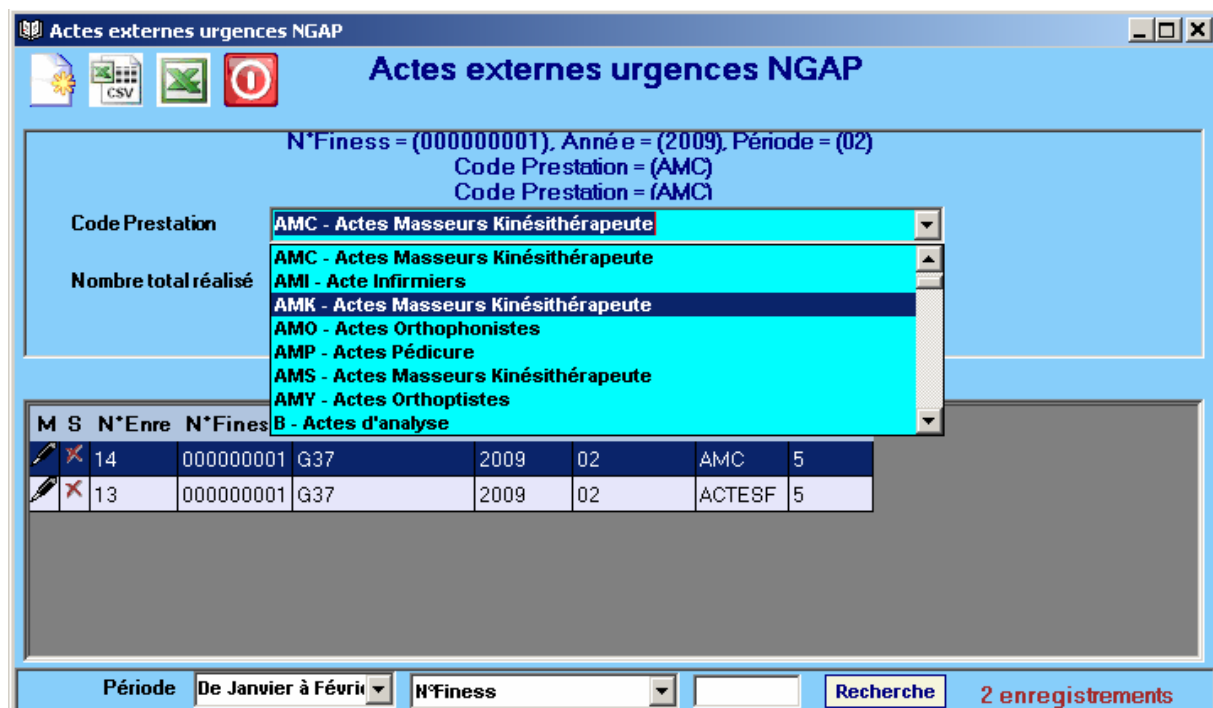 Actes externes urgences NGAP
CSV
Actes externes urgences NGAP
N°Finess = (000000001), Année = (2009), Période = (02)
Code Prestation = (AMC)
Code Prestation = (AMC)
Code Prestation AMC - Actes Masseurs Kinésithérapeute
Nombre total réalisé
AMC - Actes Masseurs Kinésithérapeute
AMI - Acte Infirmiers
AMK - Actes Masseurs Kinésithérapeute
AMO - Actes Orthophonistes
AMP - Actes Pédicure
AMS - Actes Masseurs Kinésithérapeute
AMY - Actes Orthoptistes
B - Actes d'analyse
M S N°Enre N°Fines
14 000000001 G37 2009 02 AMC 5
13 000000001 G37 2009 02 ACTESF 5
Période De Janvier à Févri N°Finess Recherche 2 enregistrements